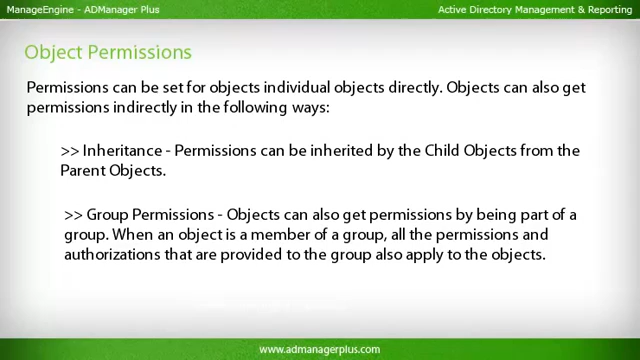 ManageEngine - ADManager Plus
Active Directory Management & Reporting
Object Permissions
Permissions can be set for objects individual objects directly. Objects can also get
permissions indirectly in the following ways:
>> Inheritance - Permissions can be inherited by the Child Objects from the
Parent Objects.
>> Group Permissions - Objects can also get permissions by being part of a
group. When an object is a member of a group, all the permissions and
authorizations that are provided to the group also apply to the objects.
www.admanagerplus.com